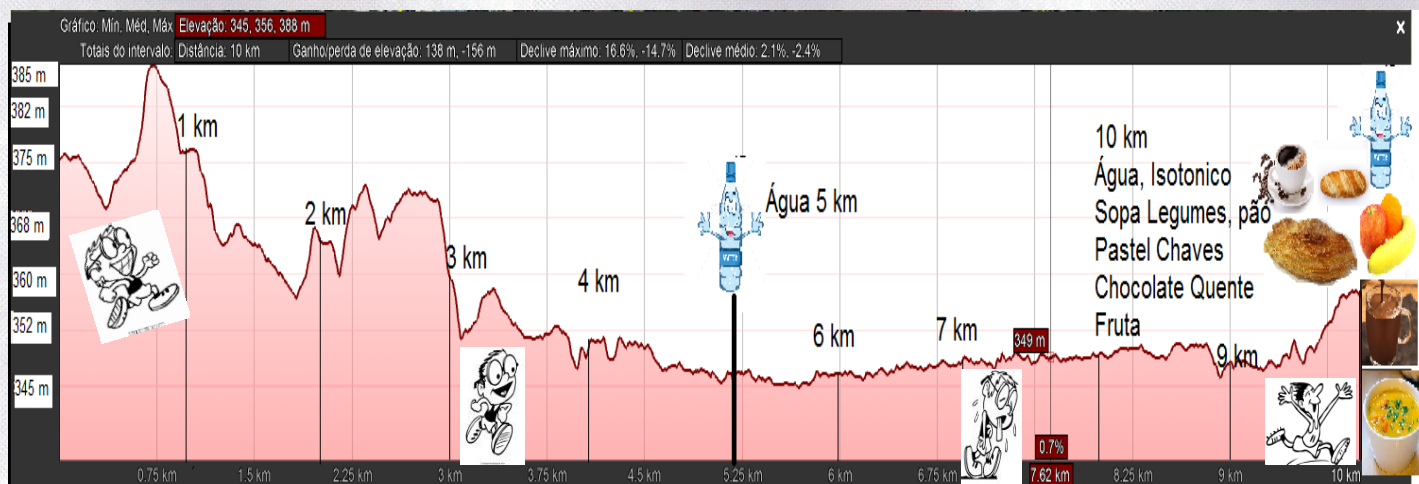 Gráfico: Mín, Méd, Máx Elevação: 345, 356, 388 m
x
Totais do intervalo: Distância: 10 km Ganho/perda de elevação: 138 m, -156 m Declive máximo: 16.6%, -14.7% Declive médio: 2.1%, -2.4%
385 m
382 m
375 m
368 m
360 m
352 m
345 m
1 km
2 km
3 km
4 km
Água 5 km
6 km
7 km
349 m
9 km
10 km
Água, Isotonico
Sopa Legumes, pão
Pastel Chaves
Chocolate Quente
Fruta
0.7%
0.75 km 1.5 km 2.25 km 3 km 3.75 km 4.5 km 5.25 km 6 km 6.75 km 7.62 km 8.25 km 9 km 10 km